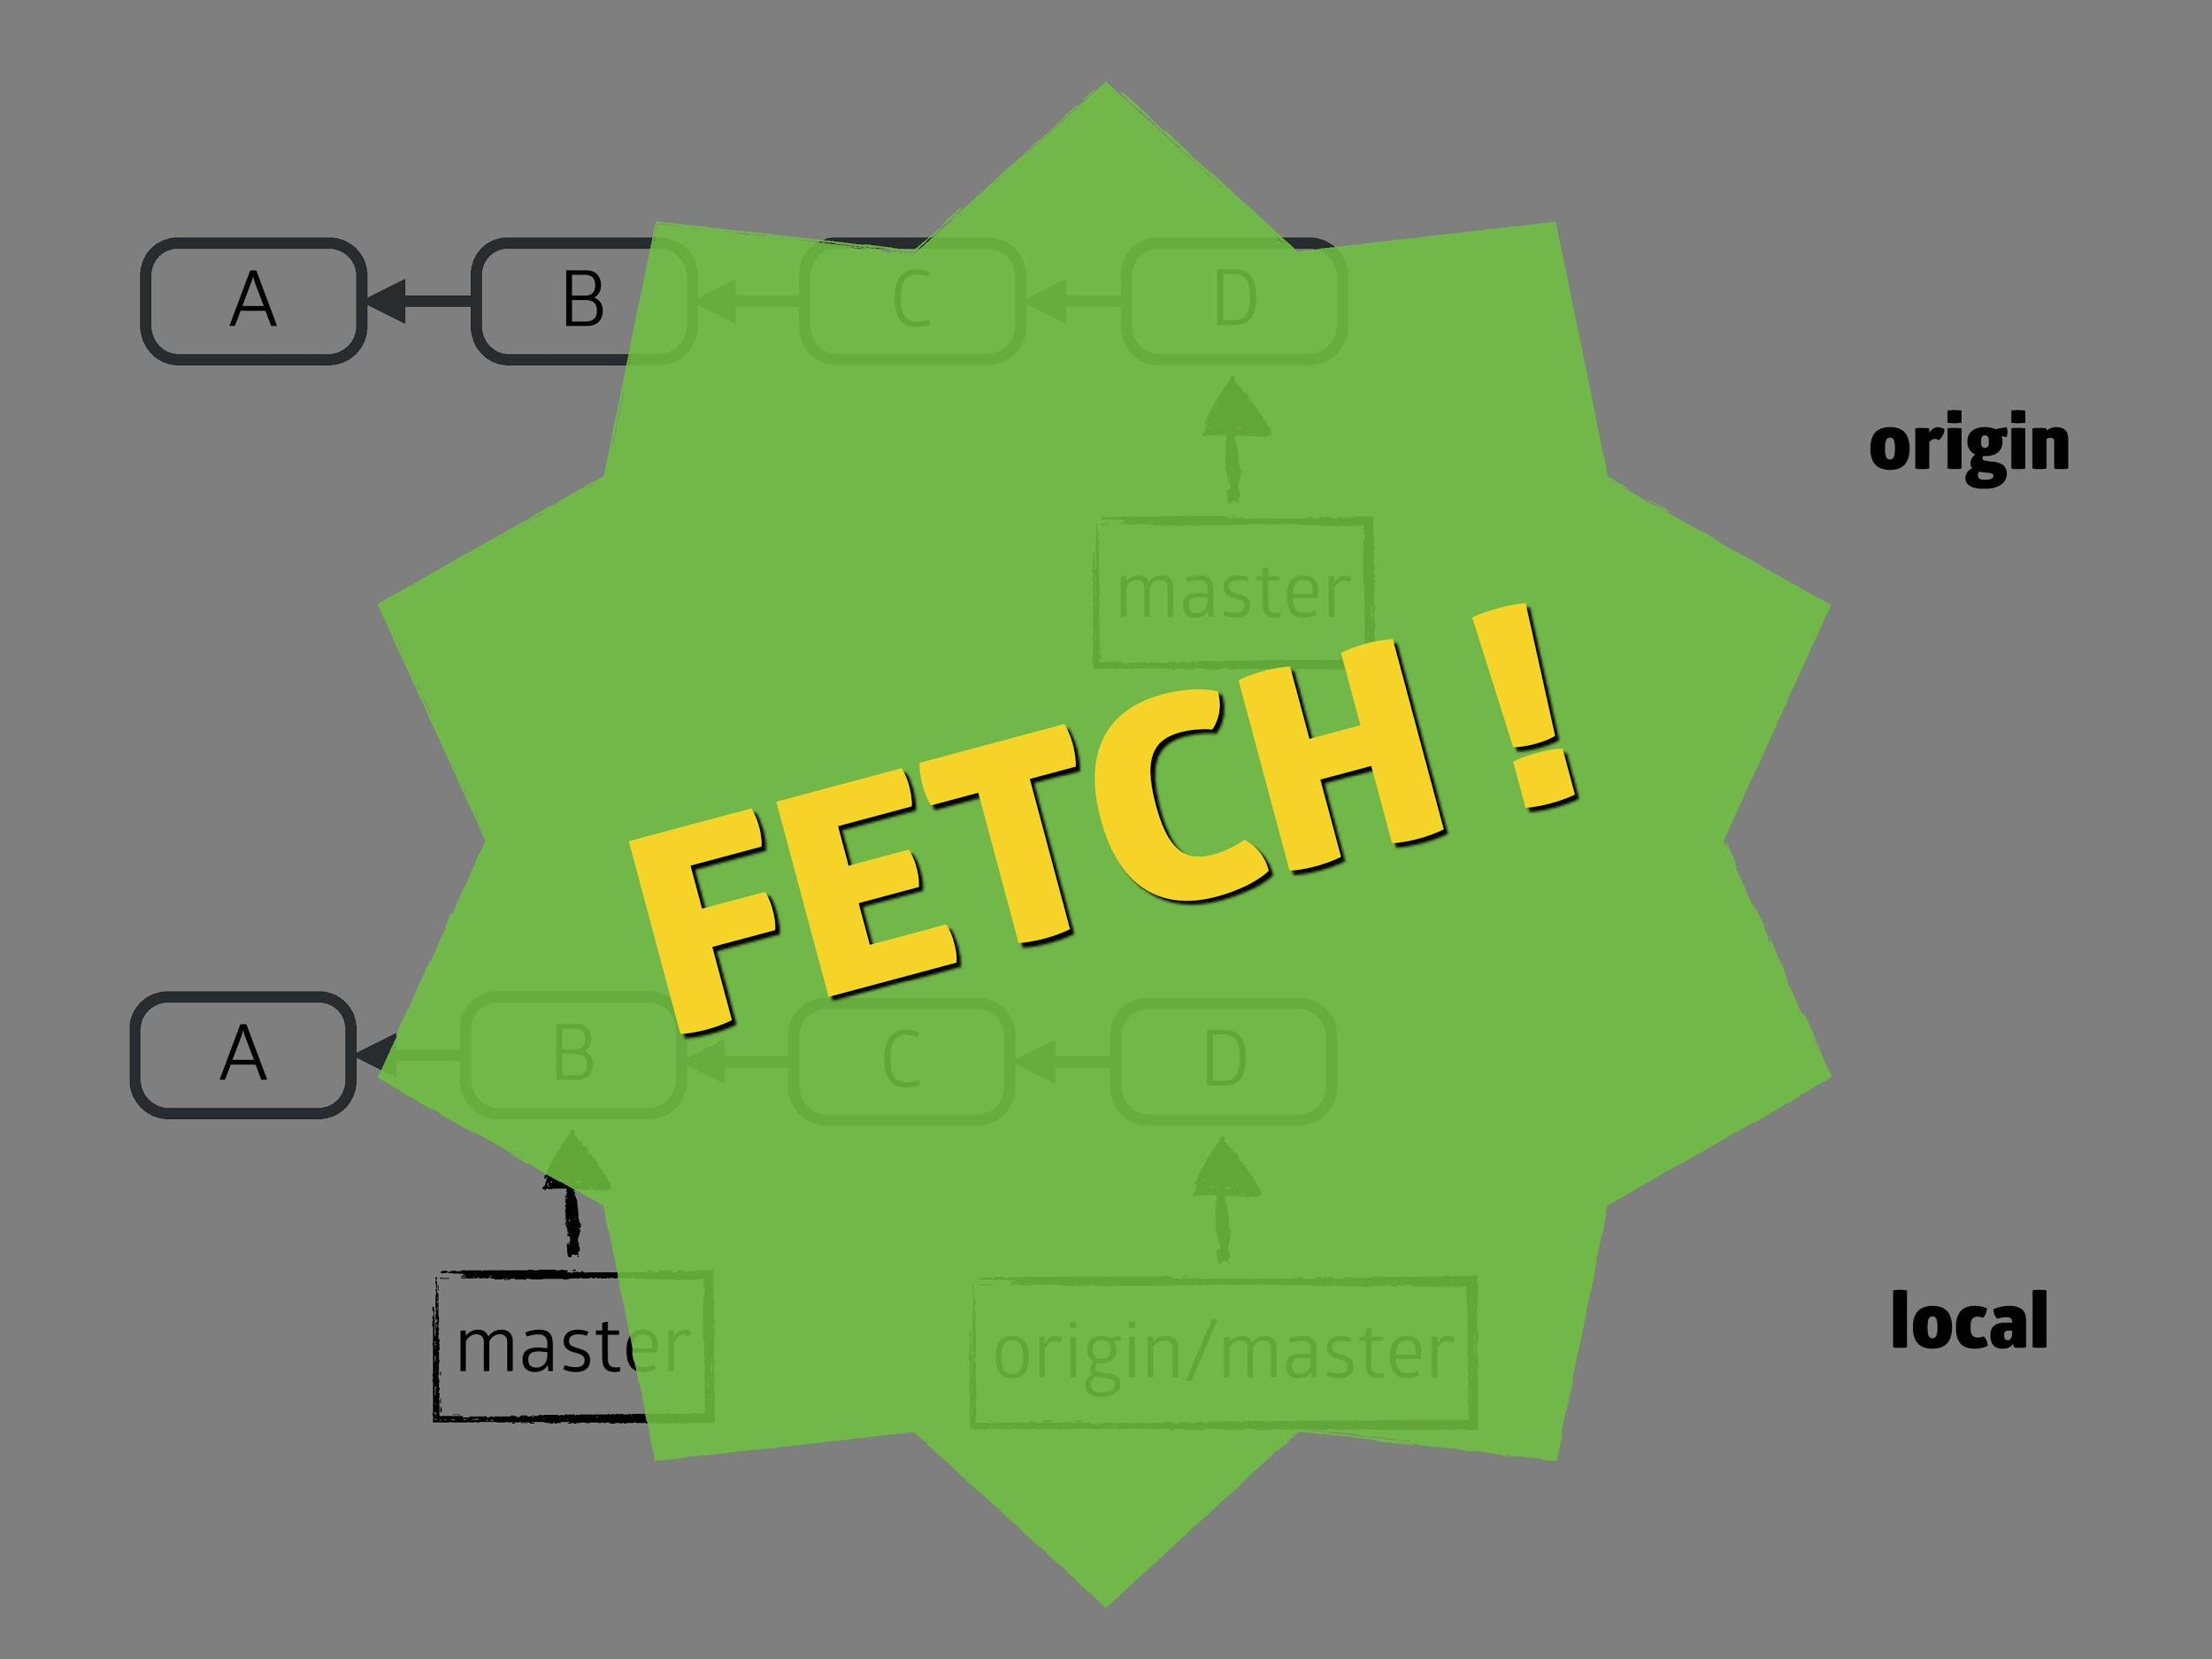 A B C D
origin
master
FETCH !
A B C D
master origin/master
local